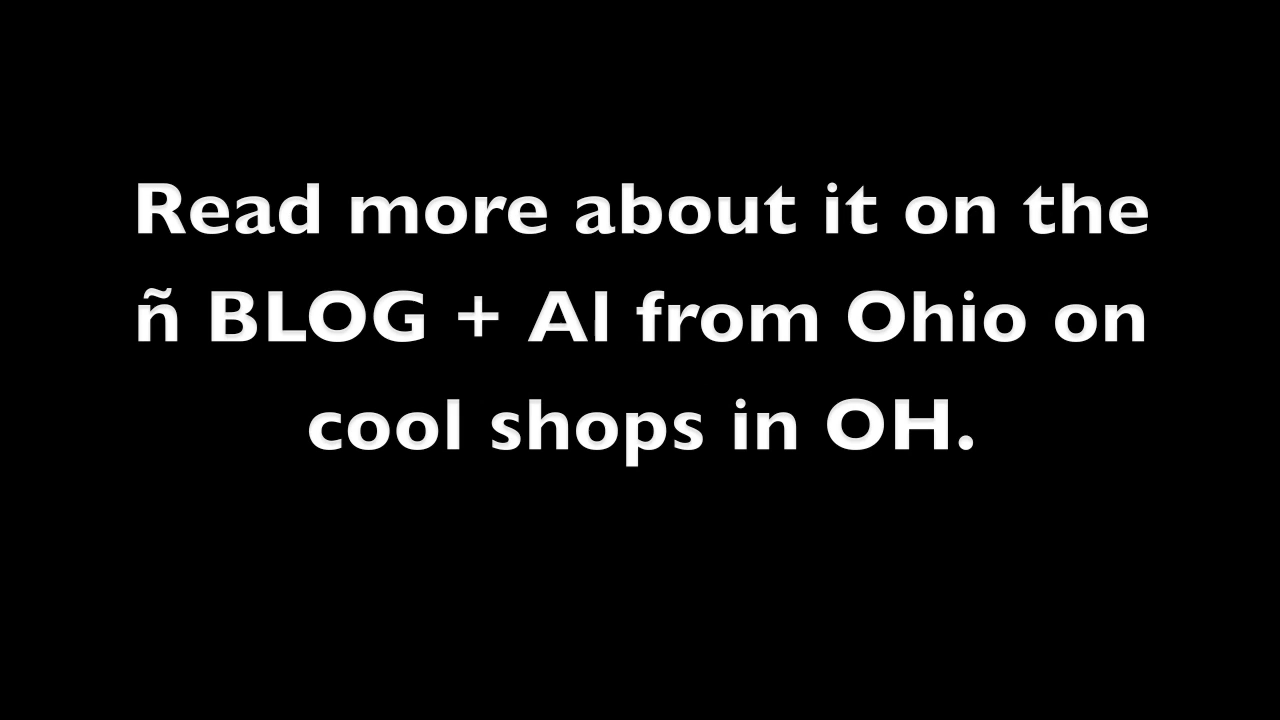 Read more about it on the
ñ BLOG + Al from Ohio on
cool shops in OH.